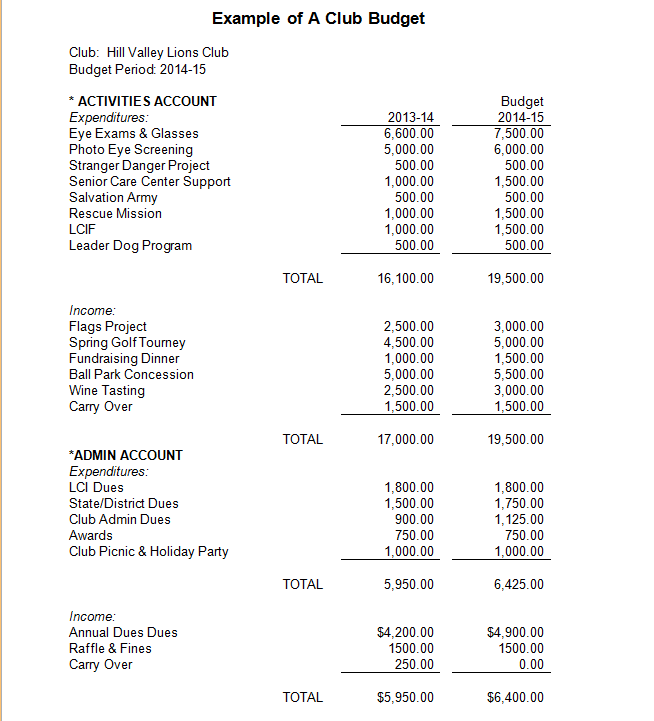 Example of A Club Budget
Club: Hill Valley Lions Club
Budget Period: 2014-15
* ACTIVITIES ACCOUNT Budget
Expenditures: 2013-14 2014-15
Eye Exams & Glasses 6,600.00 7,500.00
Photo Eye Screening 5,000.00 6,000.00
Stranger Danger Project 500.00 500.00
Senior Care Center Support 1,000.00 1,500.00
Salvation Army 500.00 500.00
Rescue Mission 1,000.00 1,500.00
LCIF 1,000.00 1,500.00
Leader Dog Program 500.00 500.00
TOTAL 16,100.00 19,500.00
Income:
Flags Project 2,500.00 3,000.00
Spring Golf Tourney 4,500.00 5,000.00
Fundraising Dinner 1,000.00 1,500.00
Ball Park Concession 5,000.00 5,500.00
Wine Tasting 2,500.00 3,000.00
Carry Over 1,500.00 1,500.00
TOTAL 17,000.00 19,500.00
*ADMIN ACCOUNT
Expenditures:
LCI Dues 1,800.00 1,800.00
State/District Dues 1,500.00 1,750.00
Club Admin Dues 900.00 1,125.00
Awards 750.00 750.00
Club Picnic & Holiday Party 1,000.00 1,000.00
TOTAL 5,950.00 6,425.00
Income:
Annual Dues Dues $4,200.00 $4,900.00
Raffle & Fines 1500.00 1500.00
Carry Over 250.00 0.00
TOTAL $5,950.00 $6,400.00